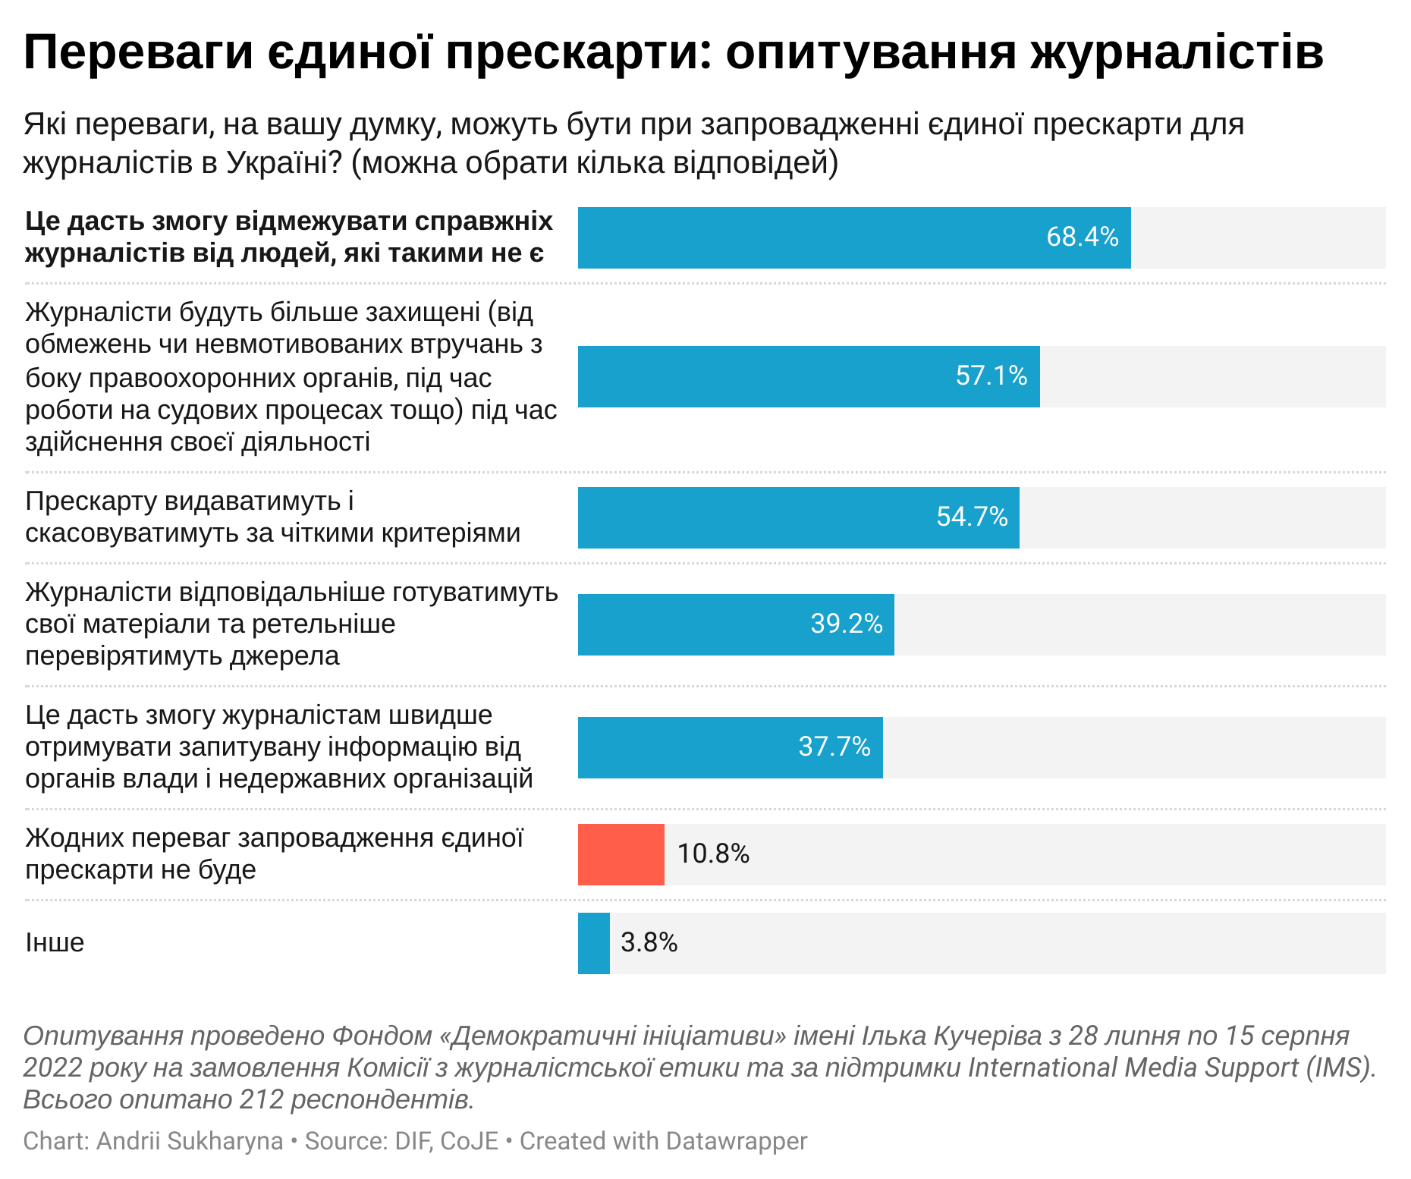 Переваги єдиної прескарти: опитування журналістів
Які переваги, на вашу думку, можуть бути при запровадженні єдиної прескарти для
журналістів в Україні? (можна обрати кілька відповідей)
Це дасть змогу відмежувати справжніх
журналістів від людей, які такими не є
68.4%
Журналісти будуть більше захищені (від
обмежень чи невмотивованих втручань з
боку правоохоронних органів, під час
роботи на судових процесах тощо) під час
здійснення своєї діяльності
57.1%
Прескарту видаватимуть і
скасовуватимуть за чіткими критеріями
54.7%
Журналісти відповідальніше готуватимуть
свої матеріали та ретельніше
перевірятимуть джерела
39.2%
Це дасть змогу журналістам швидше
отримувати запитувану інформацію від
органів влади і недержавних організацій
37.7%
Жодних переваг запровадження єдиної
прескарти не буде
10.8%
Інше
3.8%
Опитування проведено Фондом «Демократичні ініціативи» імені Ілька Кучеріва з 28 липня по 15 серпня
2022 року на замовлення Комісії з журналістської етики та за підтримки International Media Support (IMS).
Всього опитано 212 респондентів.
Chart: Andrii Sukharyna • Source: DIF, CoJE • Created with Datawrapper